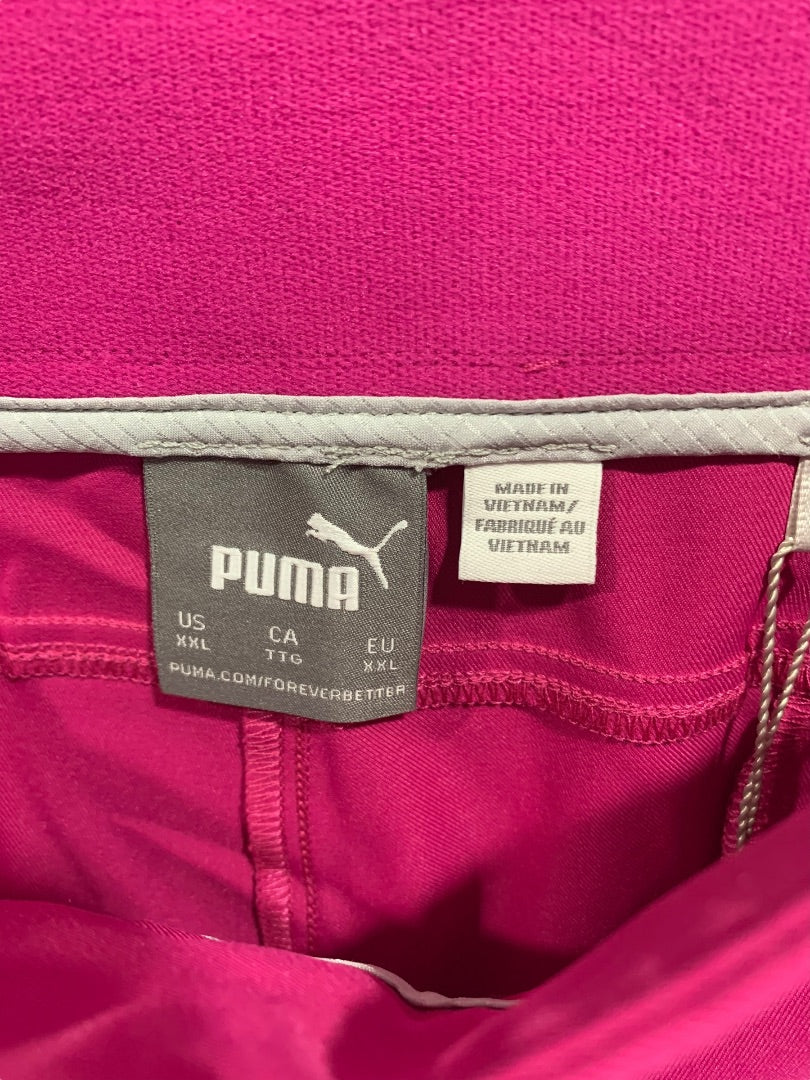 PUMA
US CA EU
XXL TTG XXL
PUMA.COM/FOREVERBETTER
MADE IN
VIETNAM/
FABRIQUÉ AU
VIETNAM